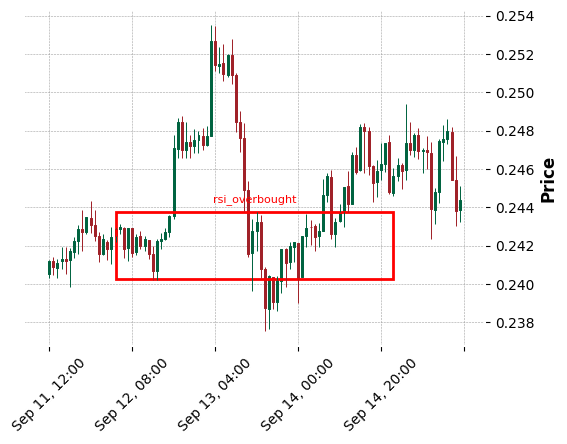 0.254
0.252
0.250
0.248
0.246
0.244
0.242
0.240
0.238
Price
rsi_overbought
Sep 11, 12:00
Sep 12, 08:00
Sep 13, 04:00
Sep 14, 00:00
Sep 14, 20:00